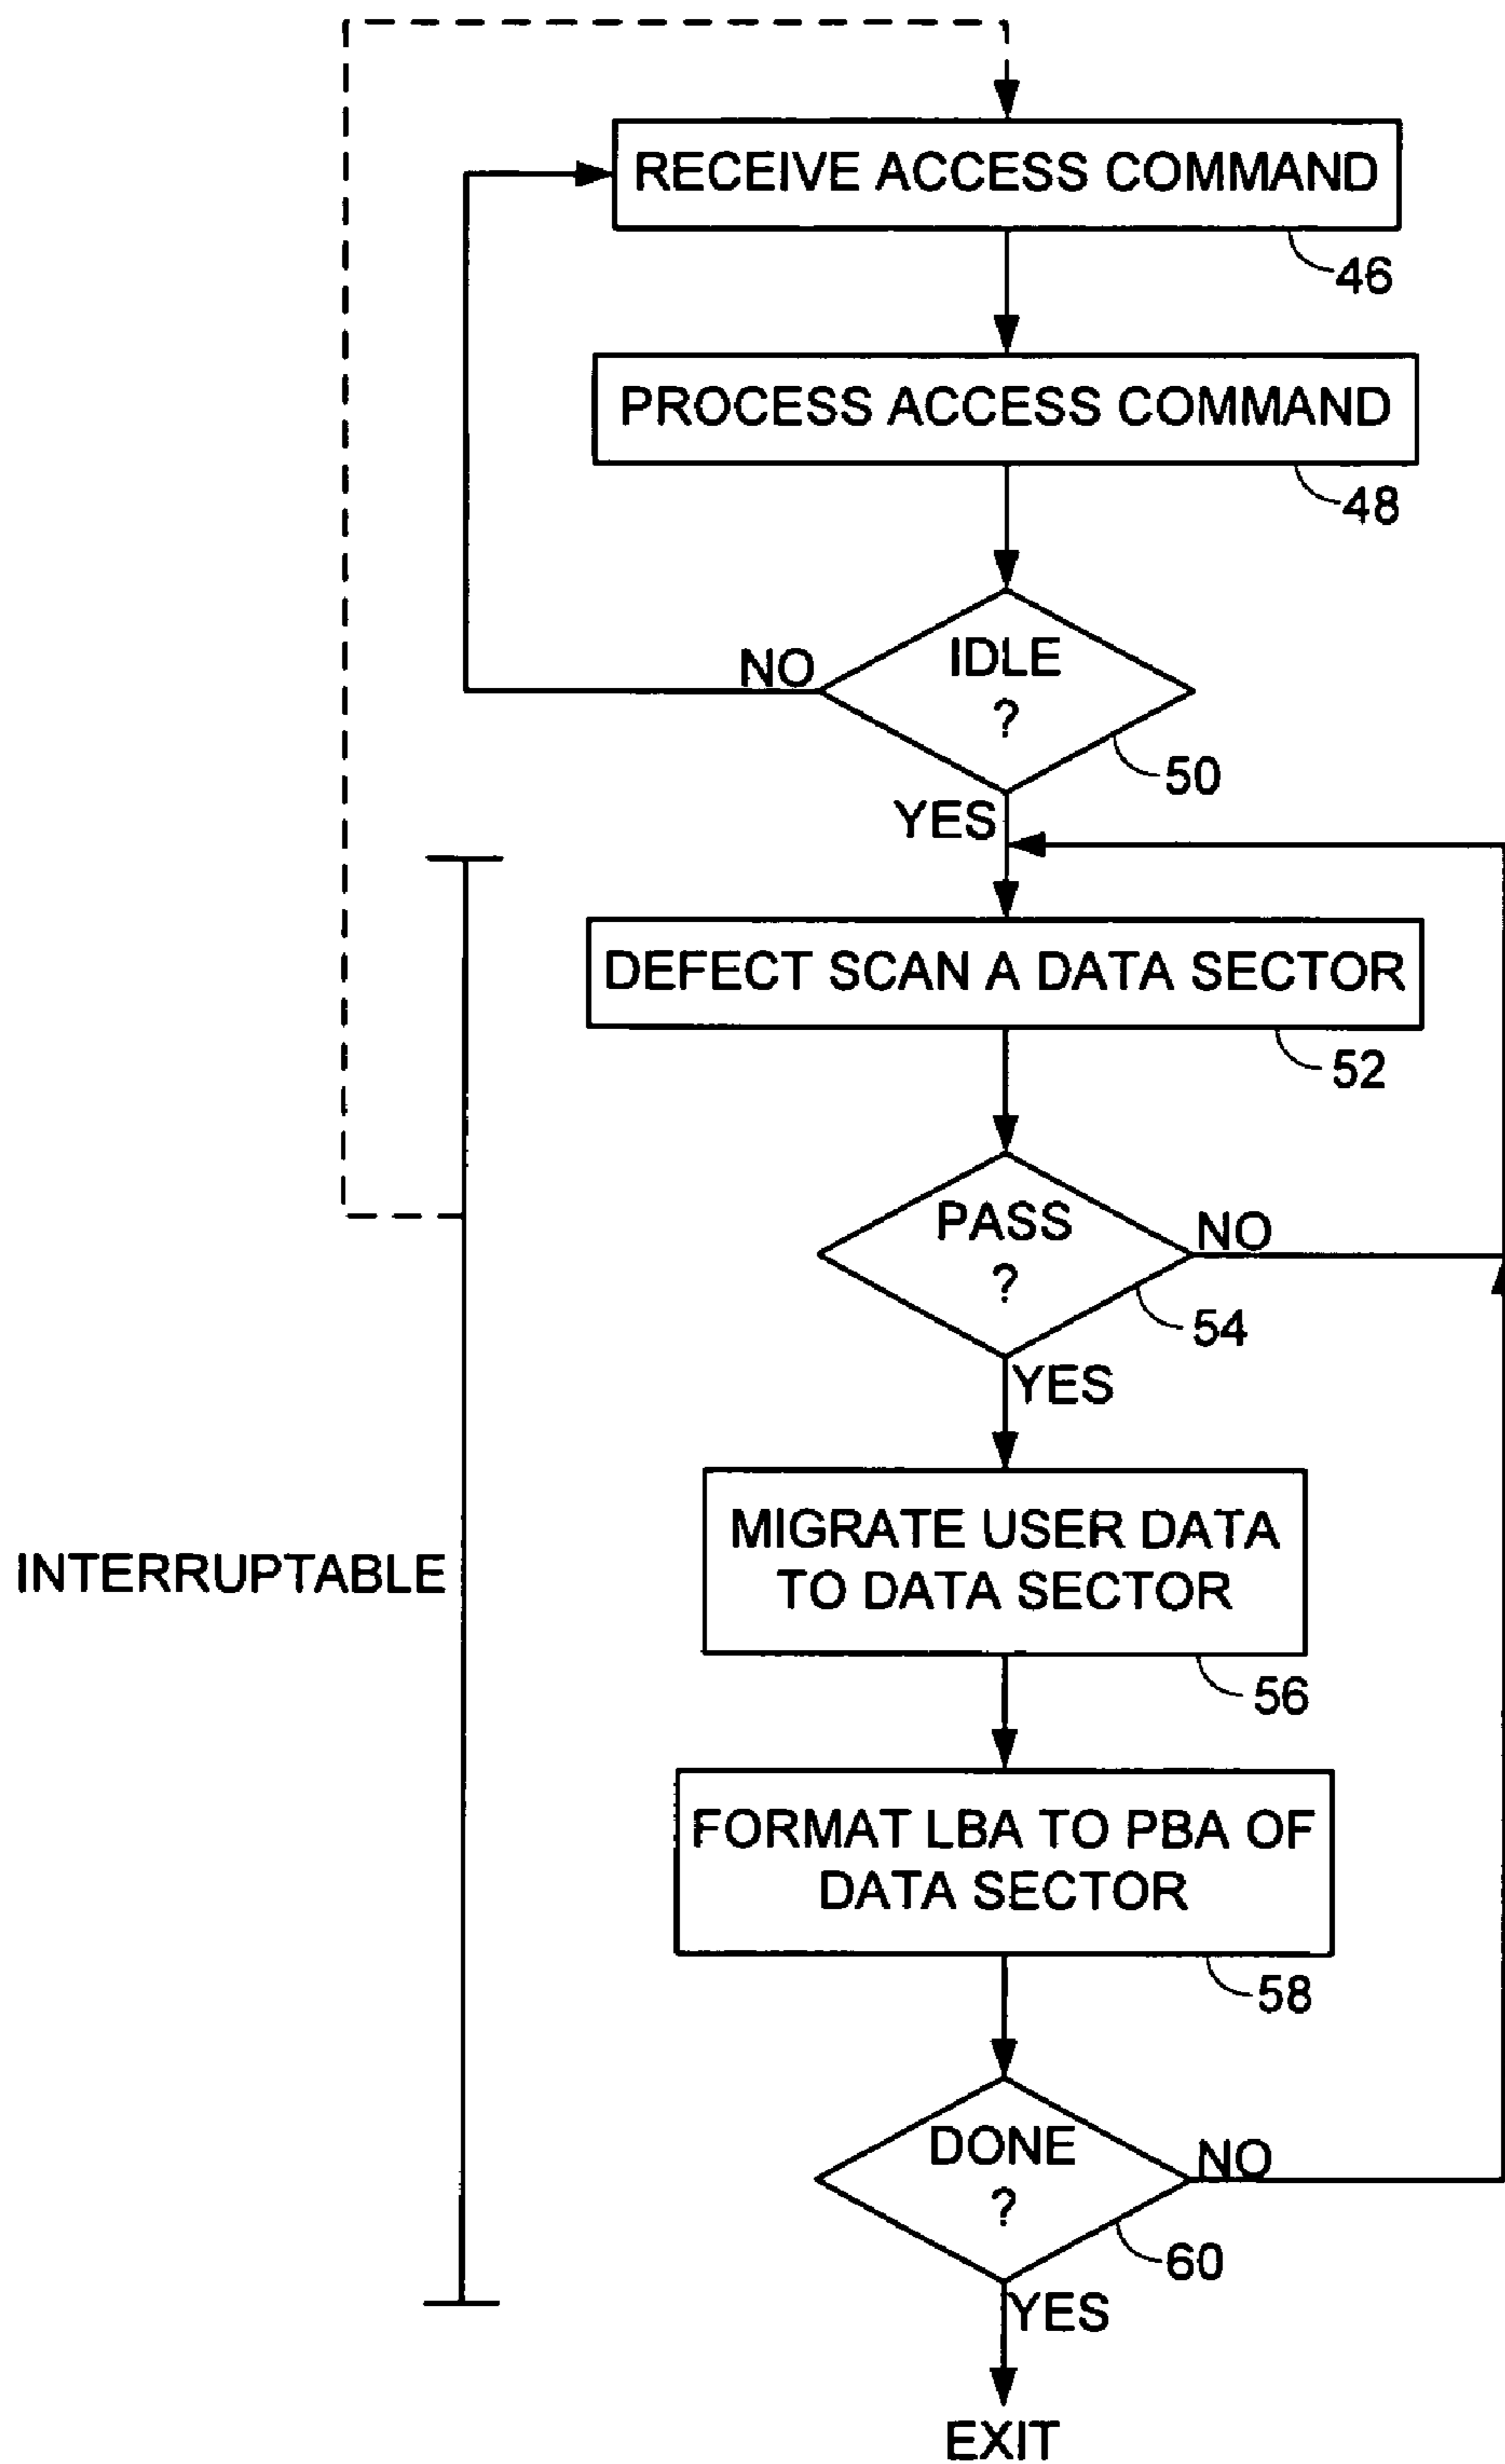 RECEIVE ACCESS COMMAND
46
PROCESS ACCESS COMMAND
48
IDLE
?
NO
50
YES
DEFECT SCAN A DATA SECTOR
52
PASS
?
NO
54
YES
MIGRATE USER DATA
TO DATA SECTOR
56
INTERRUPTABLE
FORMAT LBA TO PBA OF
DATA SECTOR
58
DONE
?
NO
60
YES
EXIT